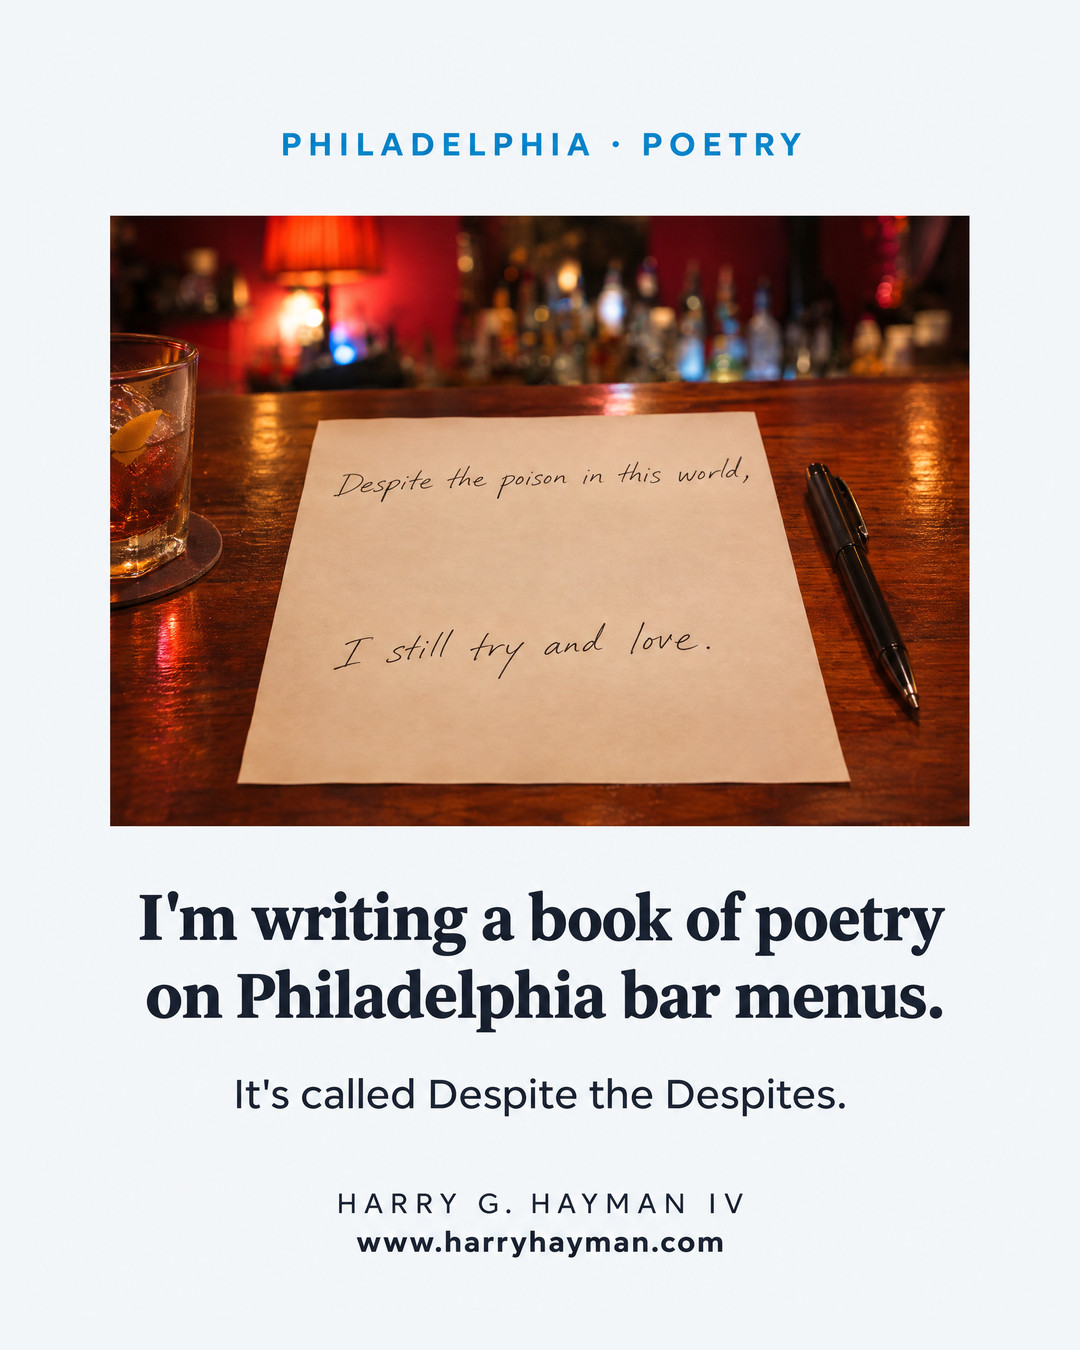 PHILADELPHIA · POETRY
Despite the poison in this world,
I still try and love.
I'm writing a book of poetry
on Philadelphia bar menus.
It's called Despite the Despites.
HARRY G. HAYMAN IV
www.harryhayman.com